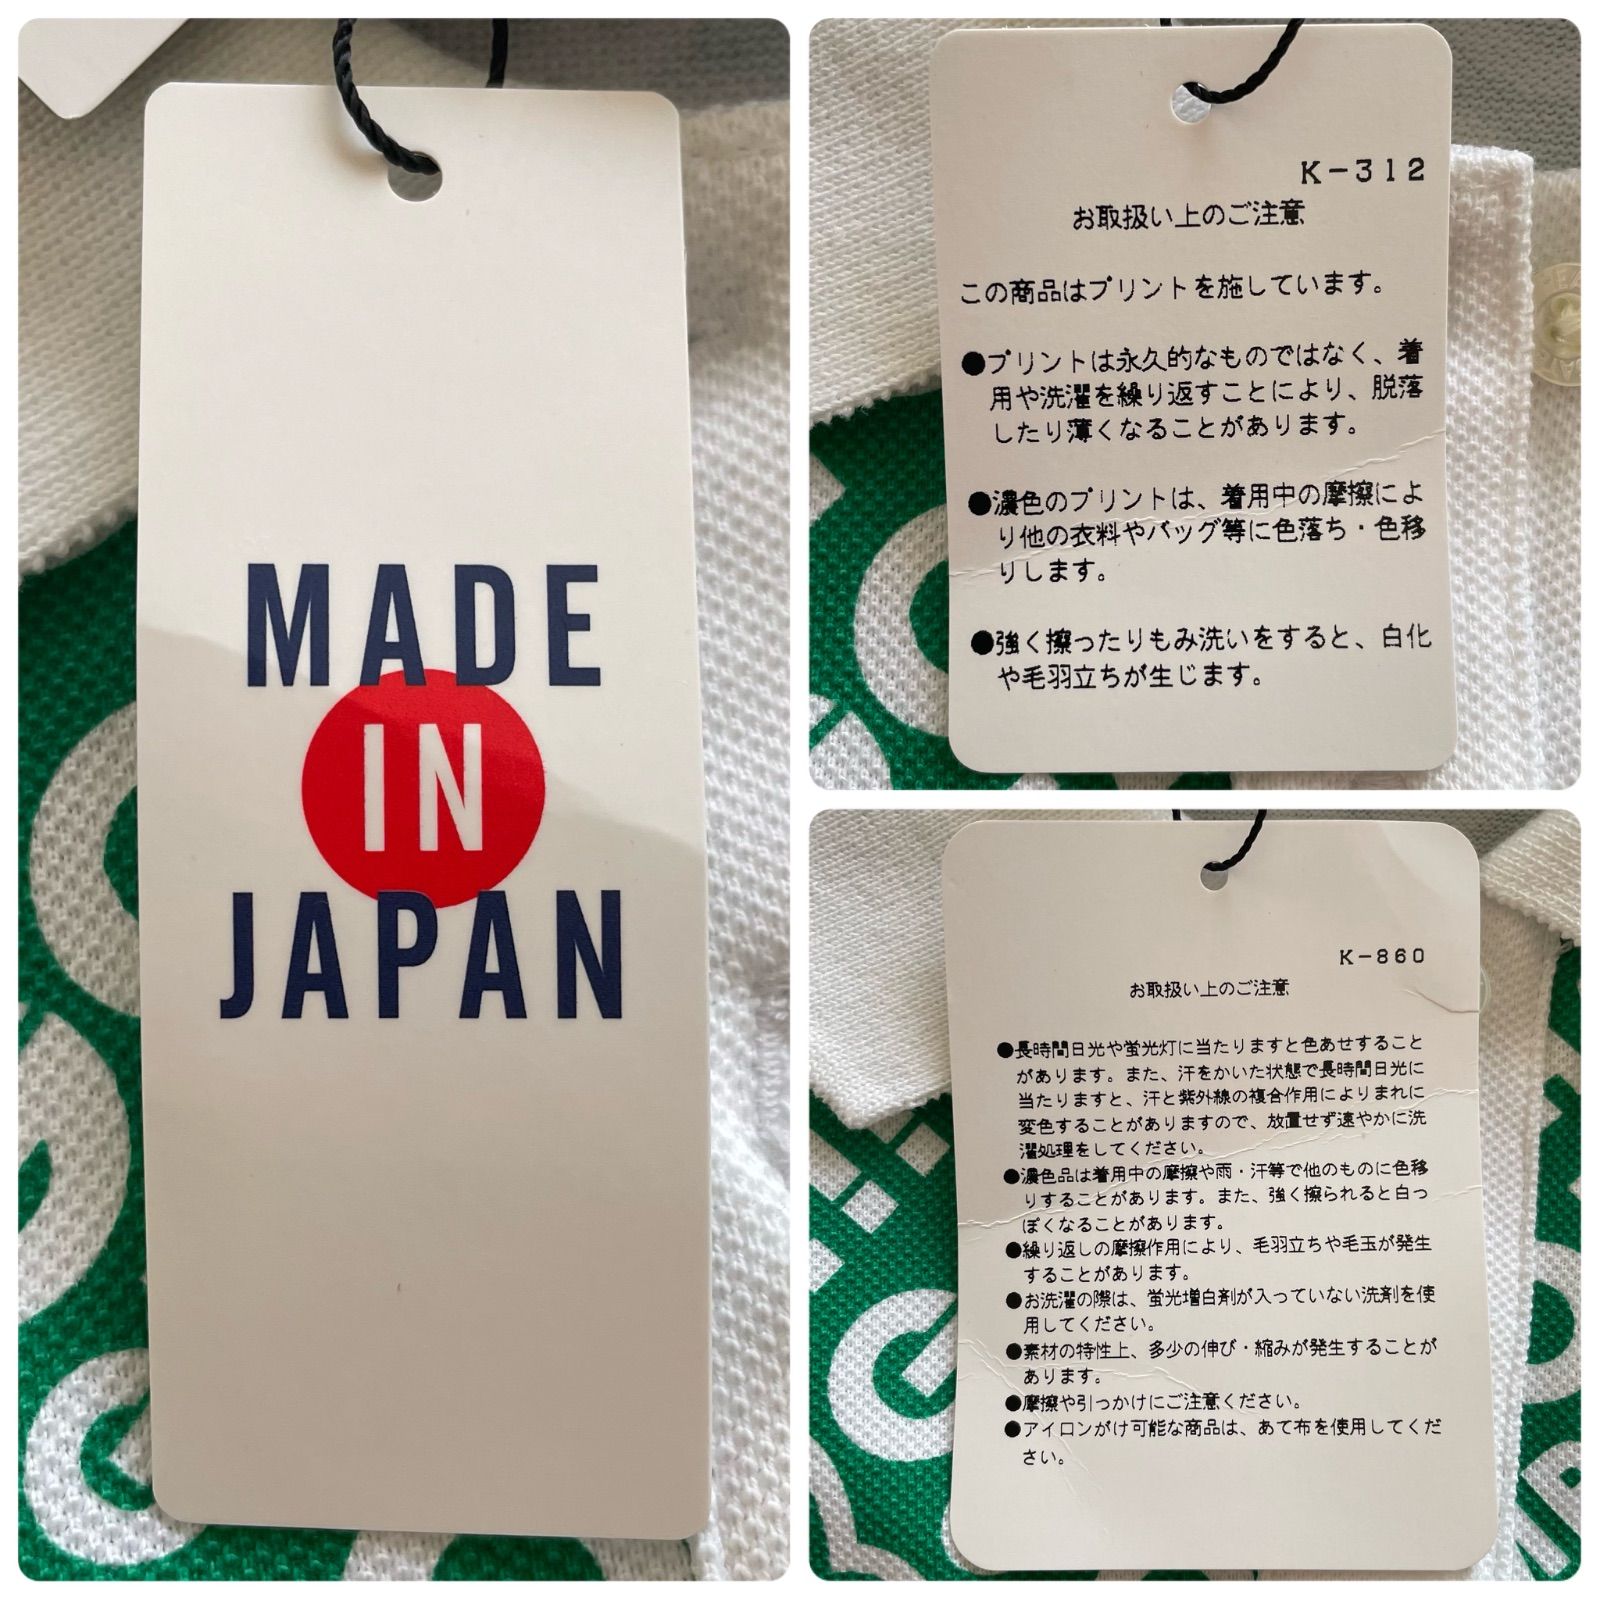 MADE
IN
JAPAN
K-312
お取扱い上のご注意
この商品はプリントを施しています。
●プリントは永久的なものではなく、着
用や洗濯を繰り返すことにより、脱落
したり薄くなることがあります。
●濃色のプリントは、着用中の摩擦によ
り他の衣料やバッグ等に色落ち・色移
りします。
●強く擦ったりもみ洗いをすると、白化
や毛羽立ちが生じます。
K-860
お取扱い上のご注意
●長時間日光や蛍光灯に当たりますと色あせすること
があります。また、汗をかいた状態で長時間日光に
当たりますと、汗と紫外線の複合作用によりまれに
変色することがありますので、放置せず速やかに洗
濯処理をしてください。
●濃色品は着用中の摩擦や雨・汗等で他のものに色移
りすることがあります。また、強く擦られると白っ
ぽくなることがあります。
●繰り返しの摩擦作用により、毛羽立ちや毛玉が発生
することがあります。
●お洗濯の際は、蛍光増白剤が入っていない洗剤を使
用してください。
●素材の特性上、多少の伸び・縮みが発生することが
あります。
●摩擦や引っかけにご注意ください。
●アイロンがけ可能な商品は、あて布を使用してくだ
さい。